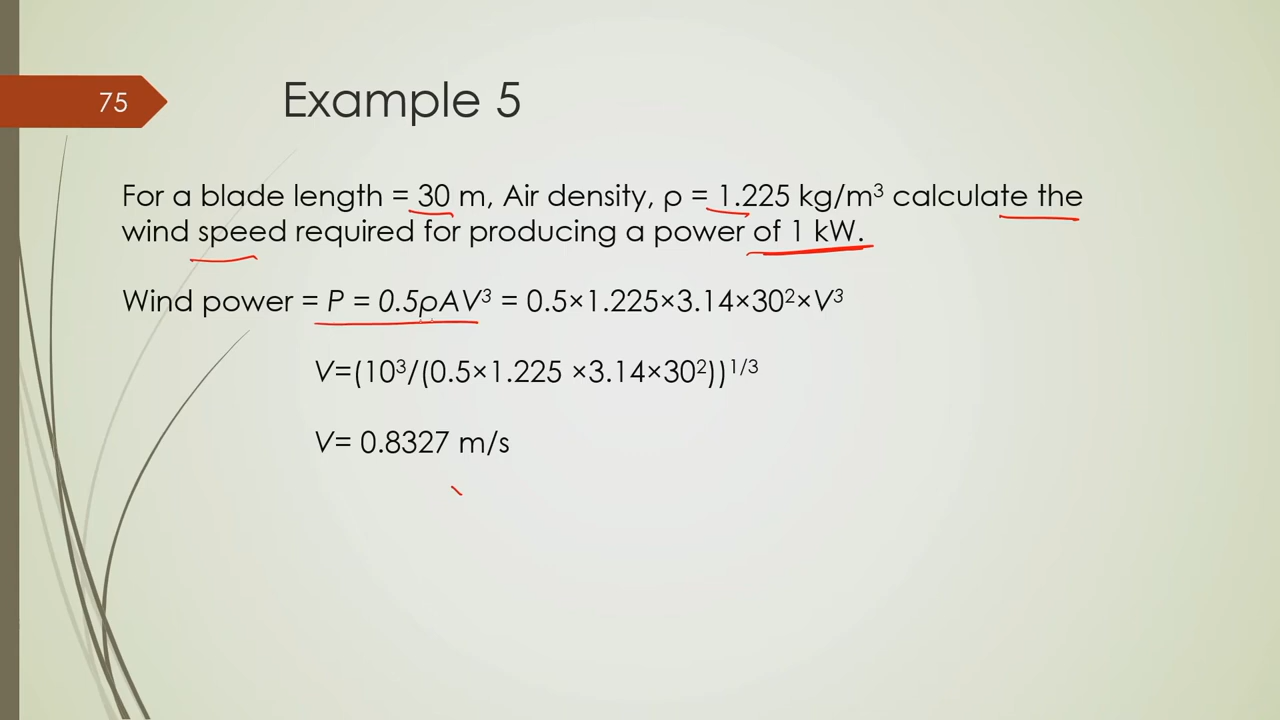 75
Example 5
For a blade length = 30 m, Air density, ρ = 1.225 kg/m³ calculate the
wind speed required for producing a power of 1 kW.
Wind power = P = 0.5ρAV³ = 0.5×1.225×3.14×30²×V³
V=(10³/(0.5×1.225 ×3.14×30²))¹/³
V= 0.8327 m/s